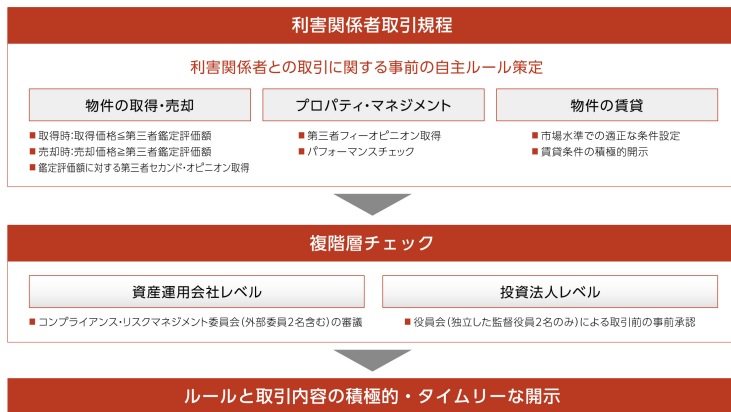 利害関係者取引規程
利害関係者との取引に関する事前の自主ルール策定
物件の取得・売却
■ 取得時：取得価格≦第三者鑑定評価額
■ 売却時：売却価格≧第三者鑑定評価額
■ 鑑定評価額に対する第三者セカンド・オピニオン取得
プロパティ・マネジメント
■ 第三者フィーオピニオン取得
■ パフォーマンスチェック
物件の賃貸
■ 市場水準での適正な条件設定
■ 賃貸条件の積極的開示
複階層チェック
資産運用会社レベル
■ コンプライアンス・リスクマネジメント委員会（外部委員2名含む）の審議
投資法人レベル
■ 役員会（独立した監督役員2名のみ）による取引前の事前承認
ルールと取引内容の積極的・タイムリーな開示